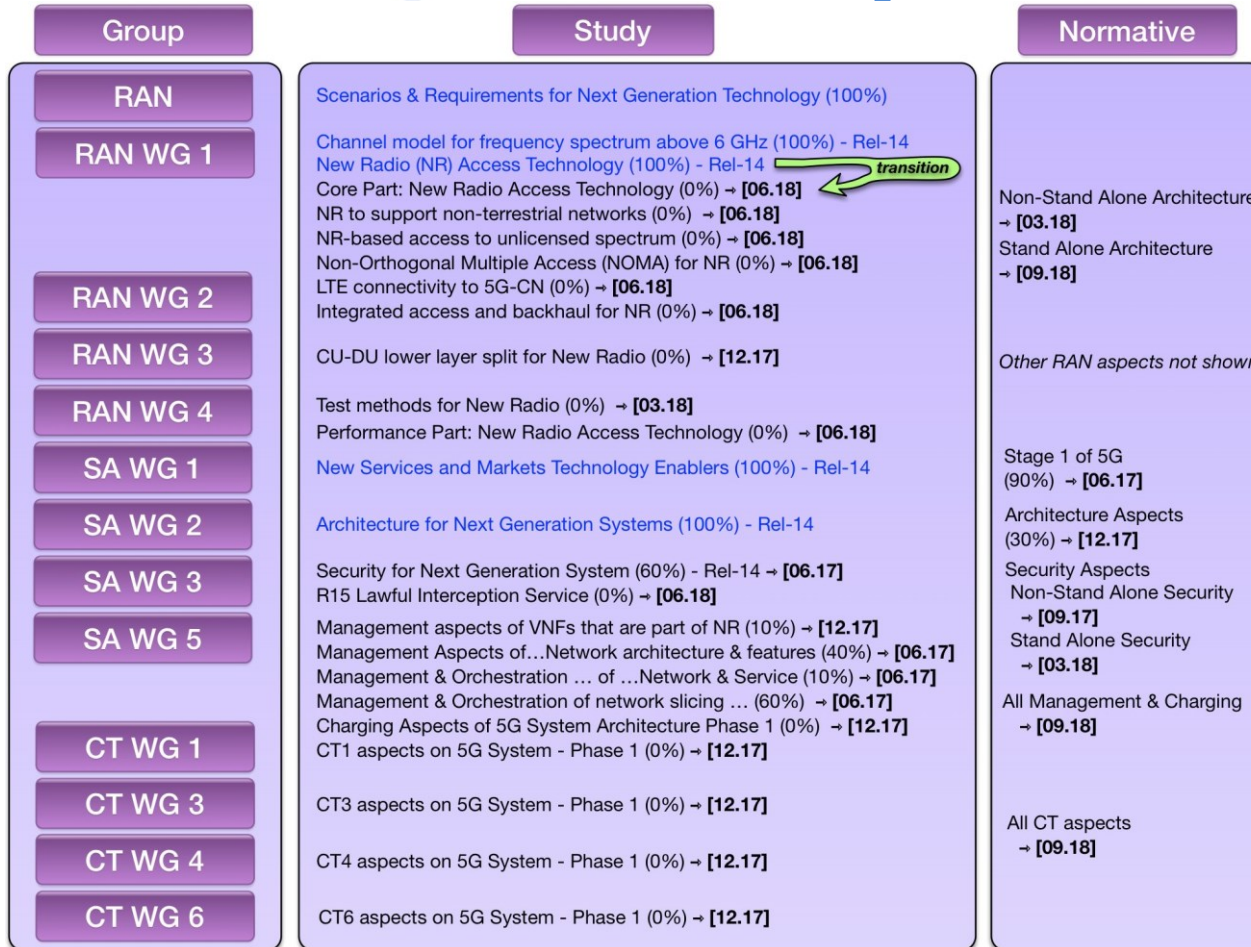 Group
Study
Normative
RAN
Scenarios & Requirements for Next Generation Technology (100%)
RAN WG 1
Channel model for frequency spectrum above 6 GHz (100%) - Rel-14
New Radio (NR) Access Technology (100%) - Rel-14
transition
Core Part: New Radio Access Technology (0%) → [06.18]
NR to support non-terrestrial networks (0%) → [06.18]
NR-based access to unlicensed spectrum (0%) → [06.18]
Non-Orthogonal Multiple Access (NOMA) for NR (0%) → [06.18]
Non-Stand Alone Architecture
→ [03.18]
Stand Alone Architecture
→ [09.18]
RAN WG 2
LTE connectivity to 5G-CN (0%) → [06.18]
Integrated access and backhaul for NR (0%) → [06.18]
RAN WG 3
CU-DU lower layer split for New Radio (0%) → [12.17]
Other RAN aspects not shown
RAN WG 4
Test methods for New Radio (0%) → [03.18]
Performance Part: New Radio Access Technology (0%) → [06.18]
SA WG 1
New Services and Markets Technology Enablers (100%) - Rel-14
Stage 1 of 5G
(90%) → [06.17]
SA WG 2
Architecture for Next Generation Systems (100%) - Rel-14
Architecture Aspects
(30%) → [12.17]
SA WG 3
Security for Next Generation System (60%) - Rel-14 → [06.17]
R15 Lawful Interception Service (0%) → [06.18]
Security Aspects
Non-Stand Alone Security
→ [09.17]
Stand Alone Security
→ [03.18]
SA WG 5
Management aspects of VNFs that are part of NR (10%) → [12.17]
Management Aspects of...Network architecture & features (40%) → [06.17]
Management & Orchestration ... of ...Network & Service (10%) → [06.17]
Management & Orchestration of network slicing ... (60%) → [06.17]
Charging Aspects of 5G System Architecture Phase 1 (0%) → [12.17]
All Management & Charging
→ [09.18]
CT WG 1
CT1 aspects on 5G System - Phase 1 (0%) → [12.17]
CT WG 3
CT3 aspects on 5G System - Phase 1 (0%) → [12.17]
All CT aspects
→ [09.18]
CT WG 4
CT4 aspects on 5G System - Phase 1 (0%) → [12.17]
CT WG 6
CT6 aspects on 5G System - Phase 1 (0%) → [12.17]